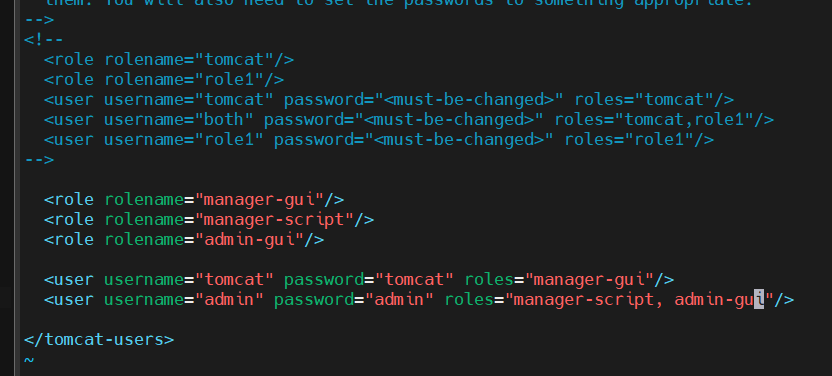 them. You will also need to set the passwords to something appropriate.
-->
<!--
  <role rolename="tomcat"/>
  <role rolename="role1"/>
  <user username="tomcat" password="<must-be-changed>" roles="tomcat"/>
  <user username="both" password="<must-be-changed>" roles="tomcat,role1"/>
  <user username="role1" password="<must-be-changed>" roles="role1"/>
-->
  <role rolename="manager-gui"/>
  <role rolename="manager-script"/>
  <role rolename="admin-gui"/>
  <user username="tomcat" password="tomcat" roles="manager-gui"/>
  <user username="admin" password="admin" roles="manager-script, admin-gui"/>
</tomcat-users>
~